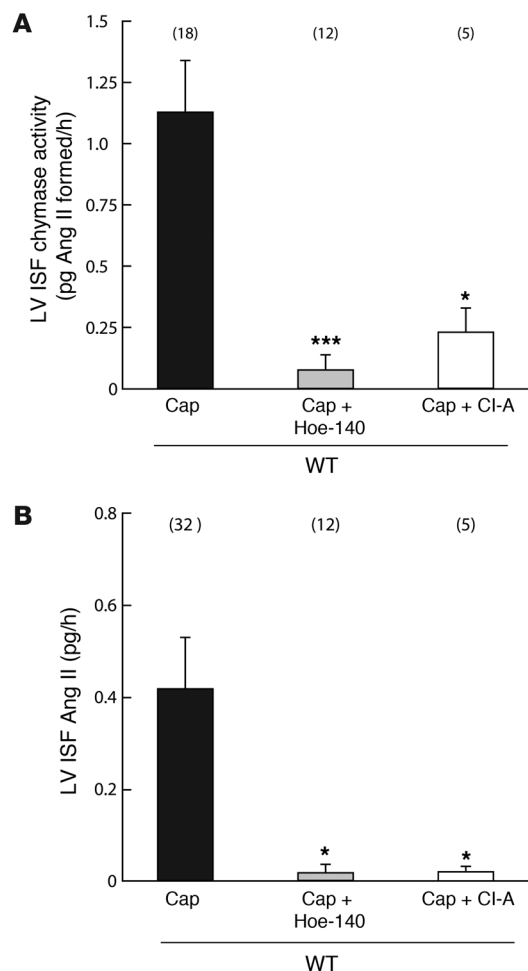 A
LV ISF chymase activity
(pg Ang II formed/h)
1.5
1.25
1.0
0.75
0.5
0.25
0
(18)
(12)
(5)
***
*
Cap
Cap +
Hoe-140
Cap + CI-A
WT
B
LV ISF Ang II (pg/h)
0.8
0.6
0.4
0.2
0
(32 )
(12)
(5)
*
*
Cap
Cap +
Hoe-140
Cap + CI-A
WT